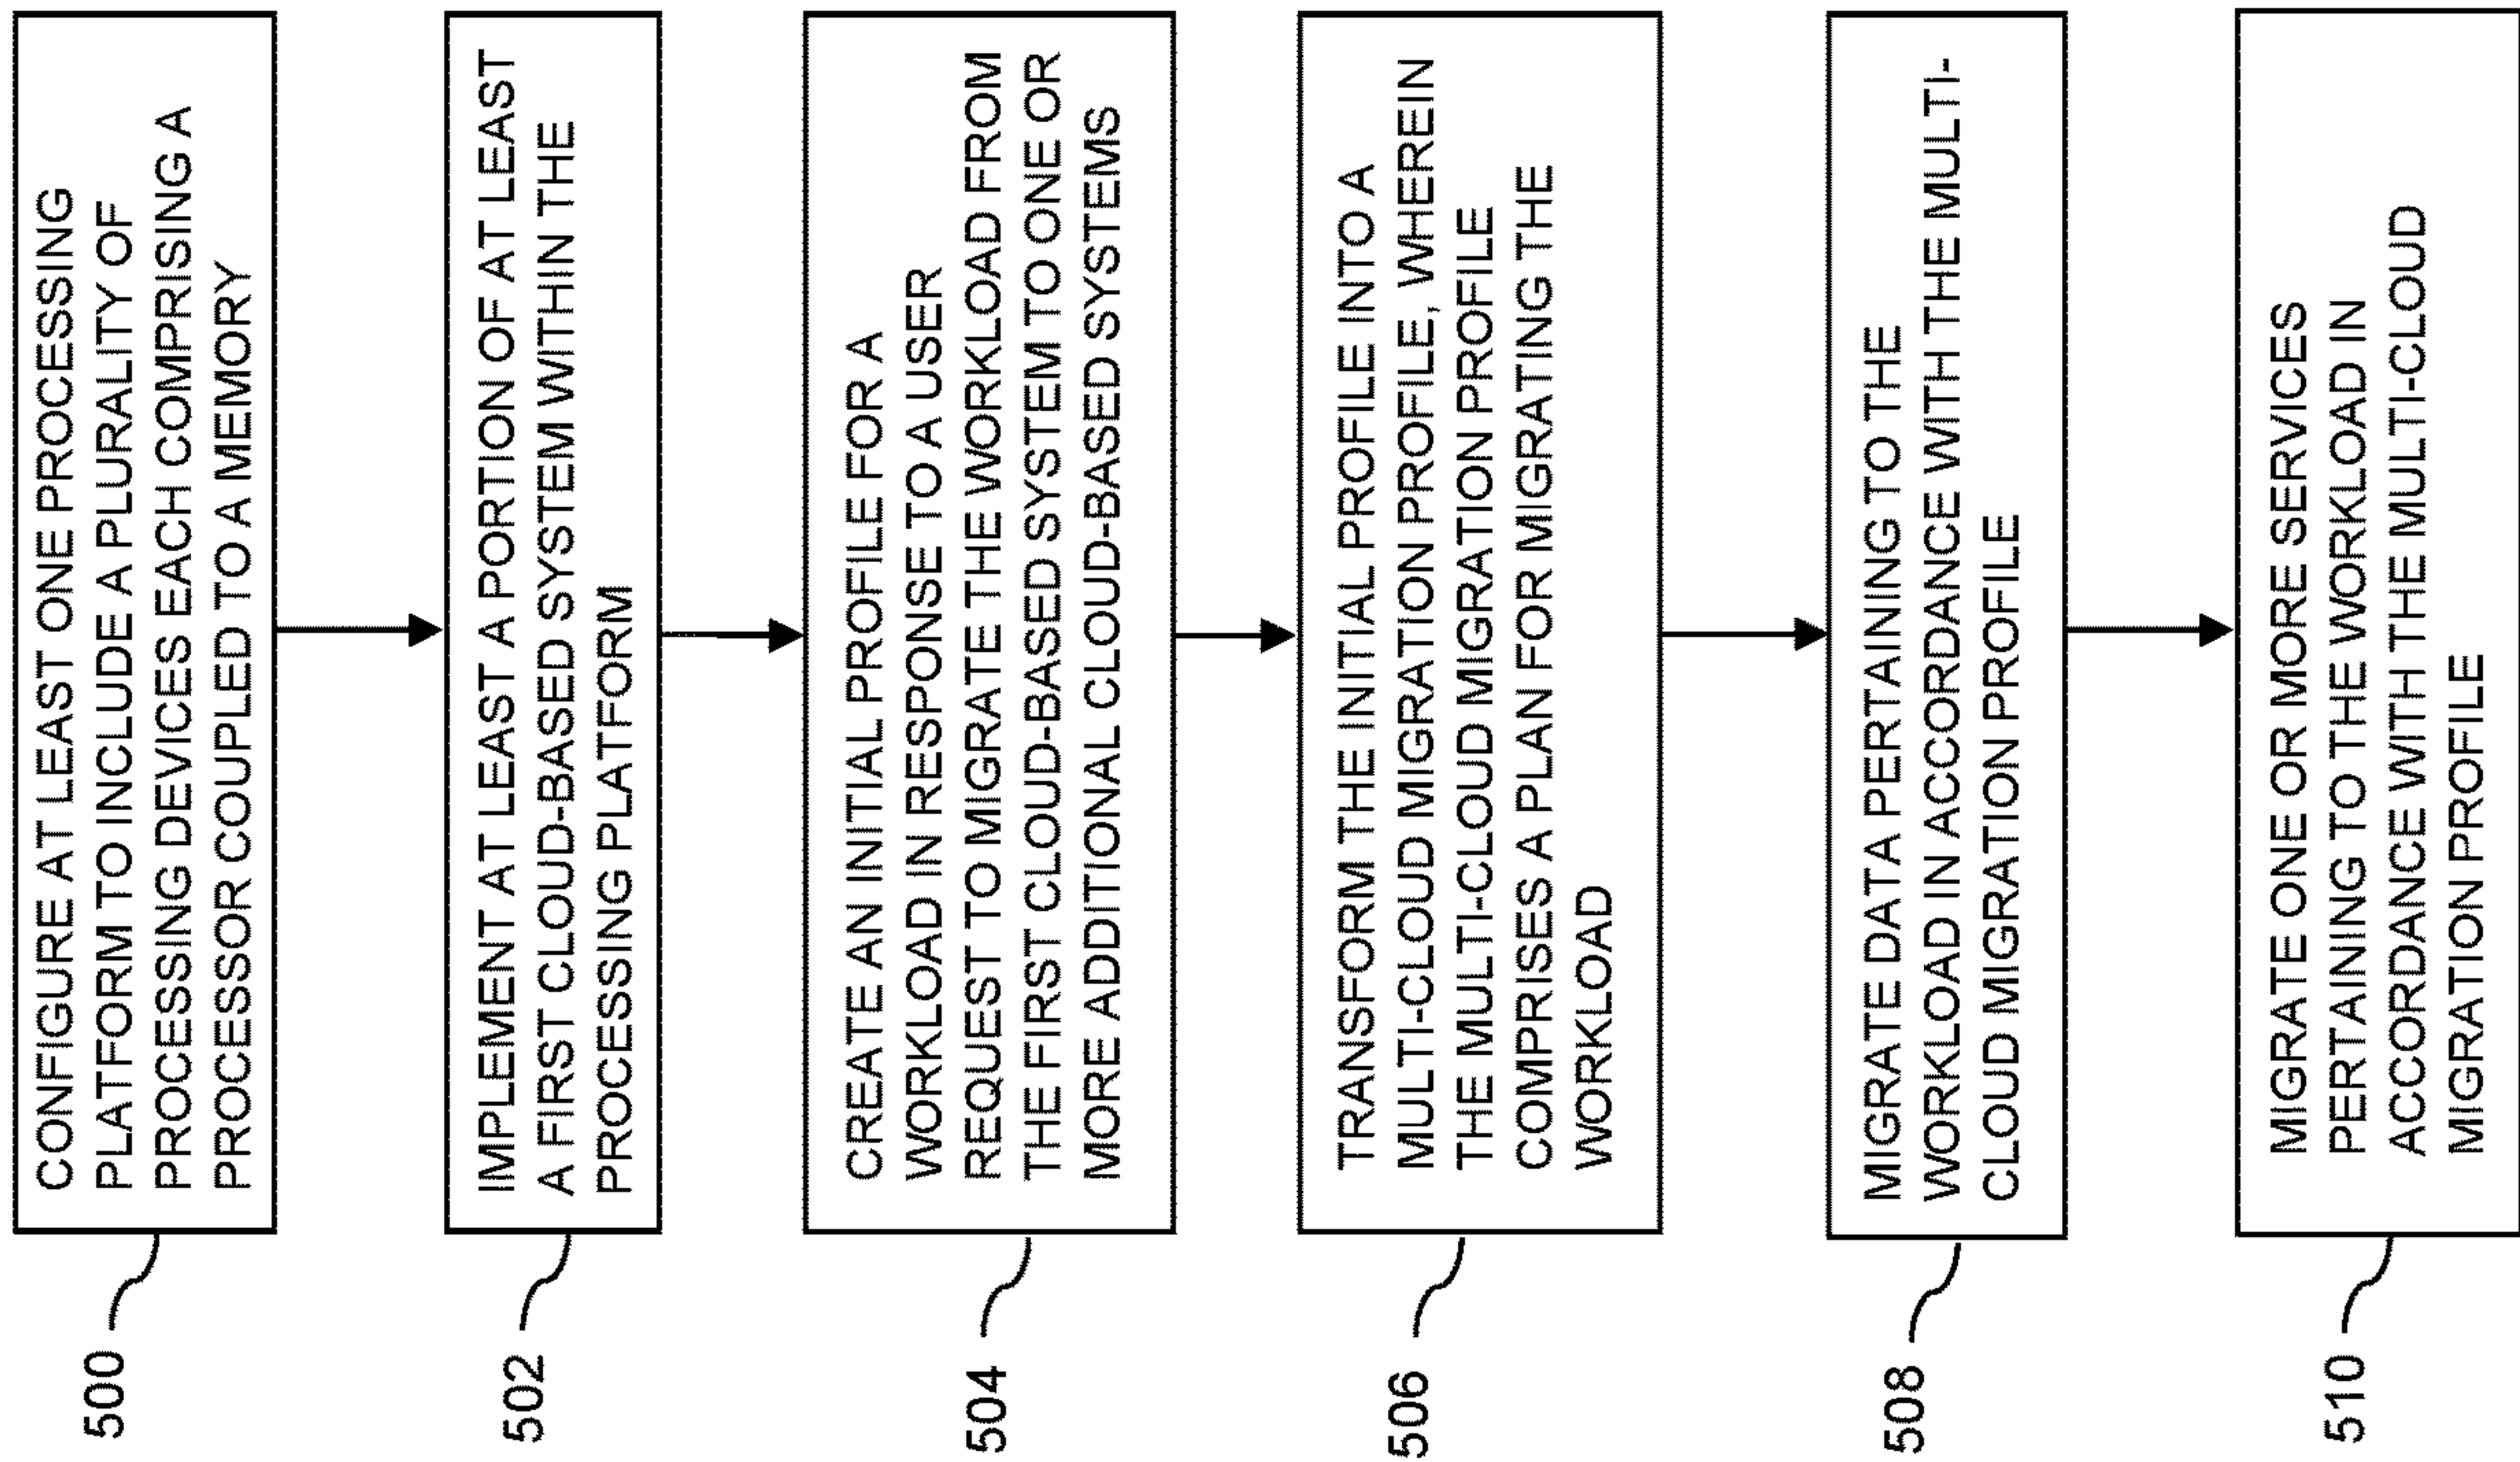 500
CONFIGURE AT LEAST ONE PROCESSING
PLATFORM TO INCLUDE A PLURALITY OF
PROCESSING DEVICES EACH COMPRISING A
PROCESSOR COUPLED TO A MEMORY
502
IMPLEMENT AT LEAST A PORTION OF AT LEAST
A FIRST CLOUD-BASED SYSTEM WITHIN THE
PROCESSING PLATFORM
504
CREATE AN INITIAL PROFILE FOR A
WORKLOAD IN RESPONSE TO A USER
REQUEST TO MIGRATE THE WORKLOAD FROM
THE FIRST CLOUD-BASED SYSTEM TO ONE OR
MORE ADDITIONAL CLOUD-BASED SYSTEMS
506
TRANSFORM THE INITIAL PROFILE INTO A
MULTI-CLOUD MIGRATION PROFILE, WHEREIN
THE MULTI-CLOUD MIGRATION PROFILE
COMPRISES A PLAN FOR MIGRATING THE
WORKLOAD
508
MIGRATE DATA PERTAINING TO THE
WORKLOAD IN ACCORDANCE WITH THE MULTI-
CLOUD MIGRATION PROFILE
510
MIGRATE ONE OR MORE SERVICES
PERTAINING TO THE WORKLOAD IN
ACCORDANCE WITH THE MULTI-CLOUD
MIGRATION PROFILE